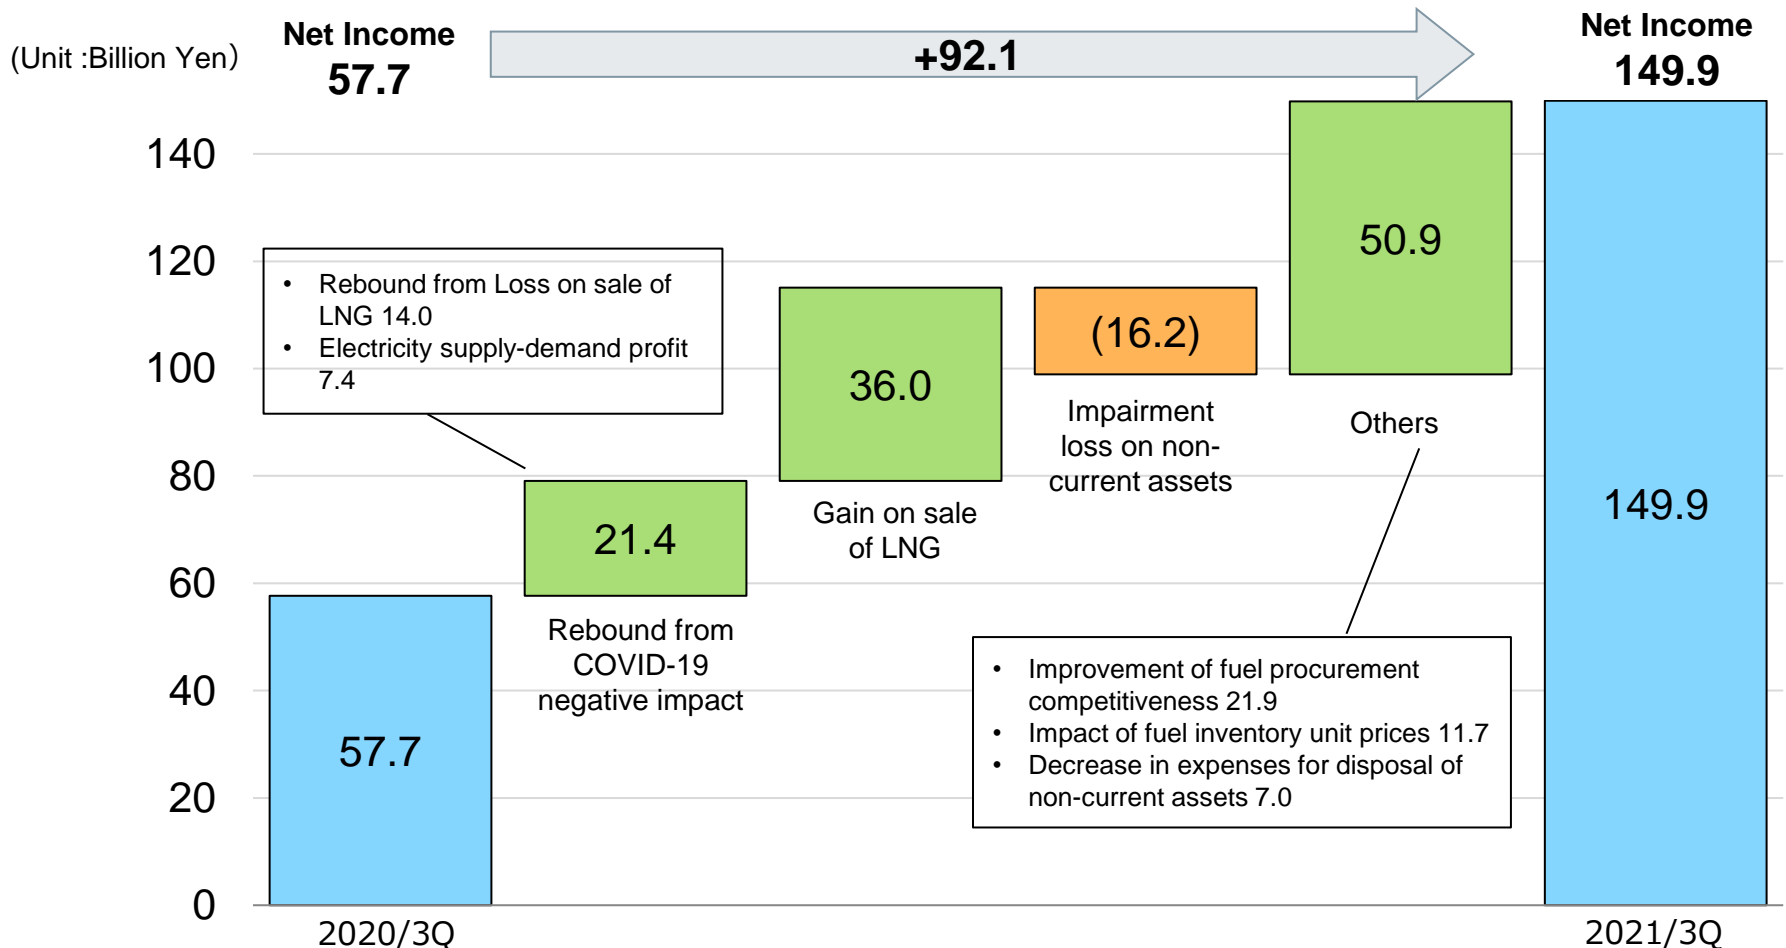 (Unit :Billion Yen）
Net Income
57.7
+92.1
Net Income
149.9
140
120
100
80
60
40
20
0
• Rebound from Loss on sale of
LNG 14.0
• Electricity supply-demand profit
7.4
57.7
21.4
Rebound from
COVID-19
negative impact
36.0
Gain on sale
of LNG
(16.2)
Impairment
loss on non-
current assets
50.9
Others
• Improvement of fuel procurement
competitiveness 21.9
• Impact of fuel inventory unit prices 11.7
• Decrease in expenses for disposal of
non-current assets 7.0
149.9
2020/3Q
2021/3Q